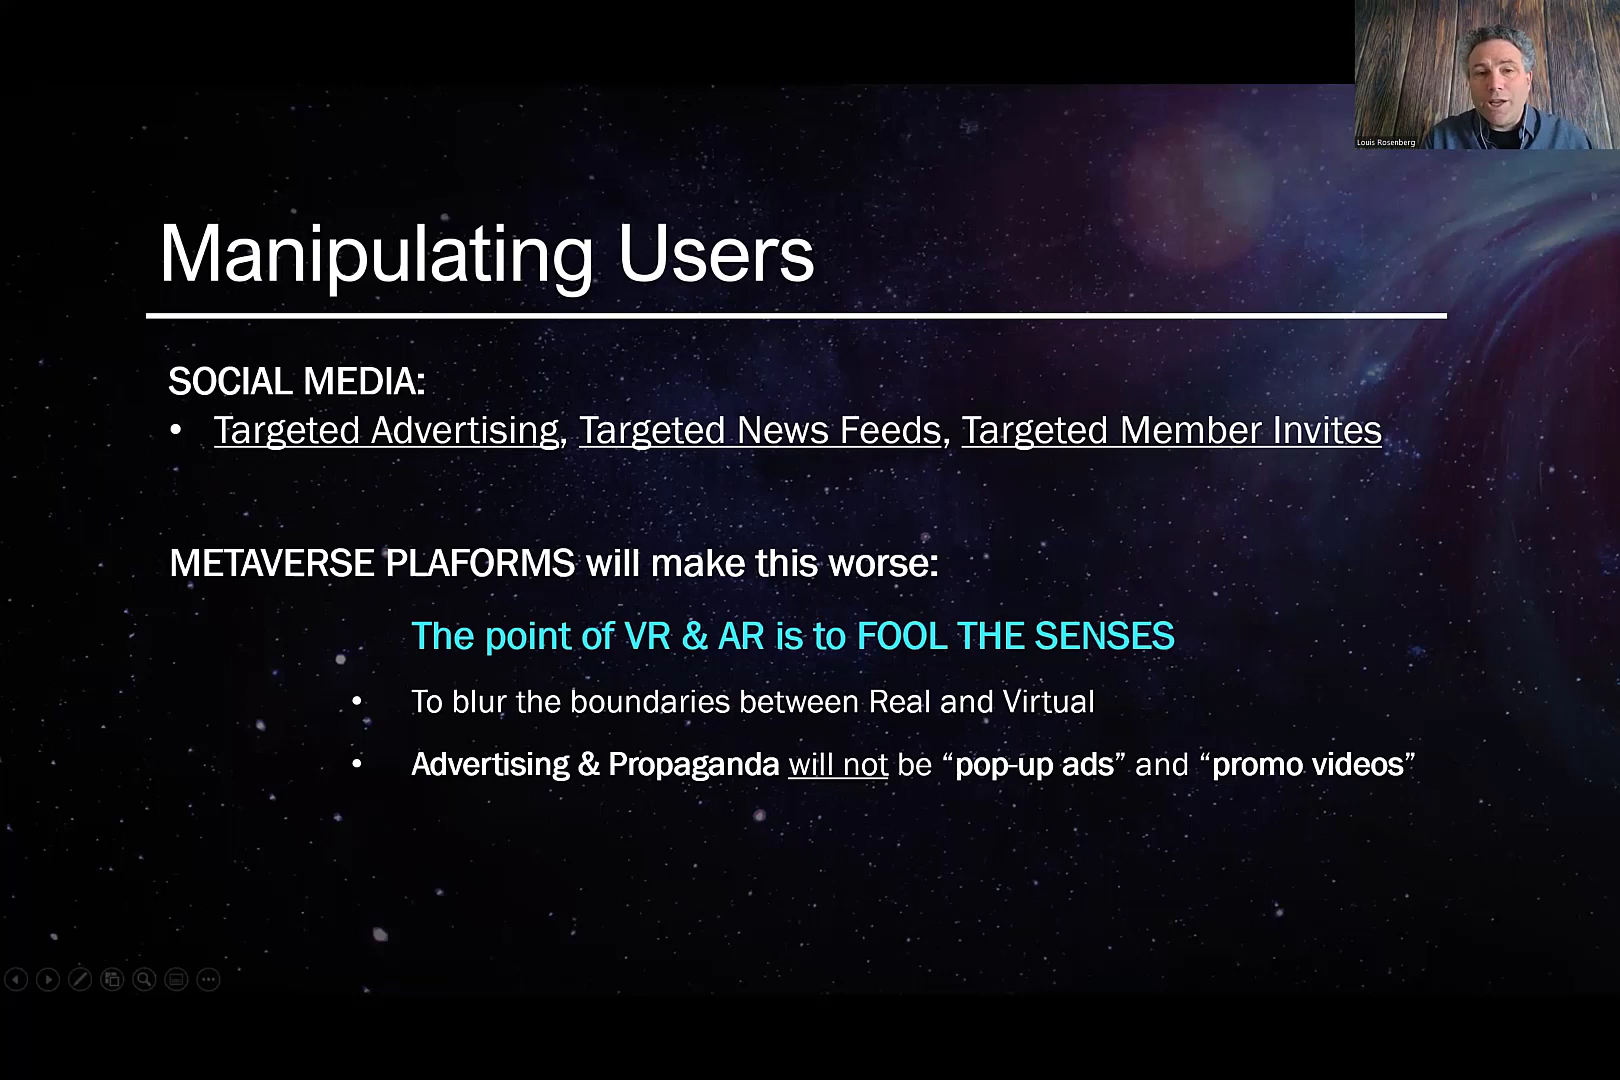 Louis Rosenberg
Manipulating Users
SOCIAL MEDIA:
• Targeted Advertising, Targeted News Feeds, Targeted Member Invites
METAVERSE PLAFORMS will make this worse:
The point of VR & AR is to FOOL THE SENSES
• To blur the boundaries between Real and Virtual
• Advertising & Propaganda will not be “pop-up ads” and “promo videos”